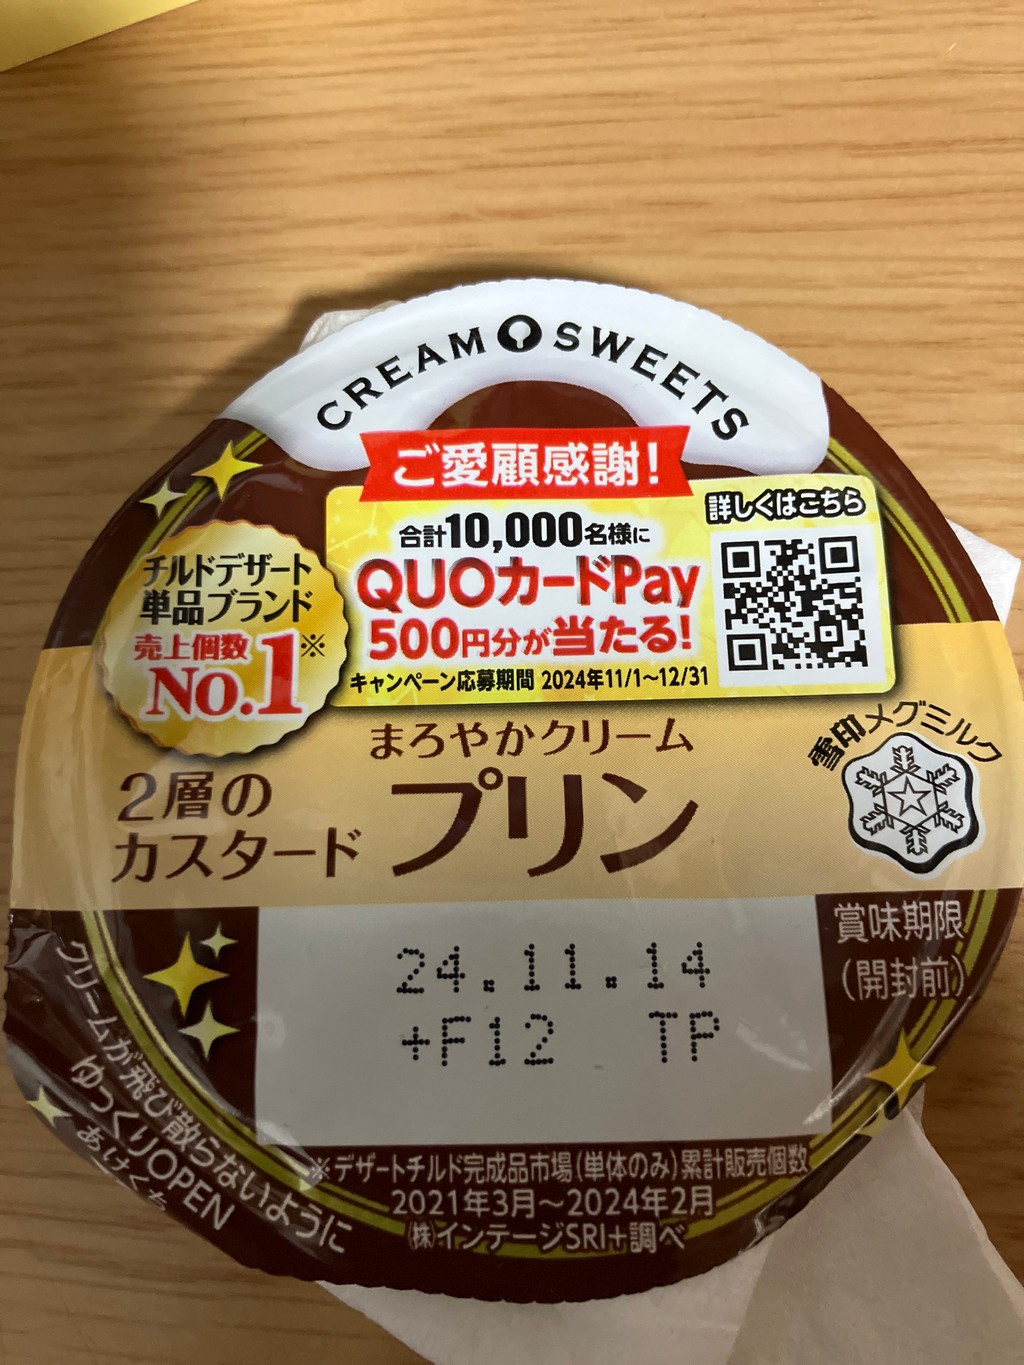 CREAM SWEETS
ご愛顧感謝!
合計10,000名様に
QUOカードPay
500円分が当たる!
キャンペーン応募期間 2024年11/1~12/31
詳しくはこちら
チルドデザート
単品ブランド
売上個数
No.1※
まろやかクリーム
2層の
カスタード
プリン
雪印メグミルク
賞味期限
(開封前)
24.11.14
+F12 TP
クリームが飛び散らないように
ゆっくりOPEN
あけくち
※デザートチルド完成品市場(単体のみ)累計販売個数
2021年3月~2024年2月
㈱インテージSRI+調べ